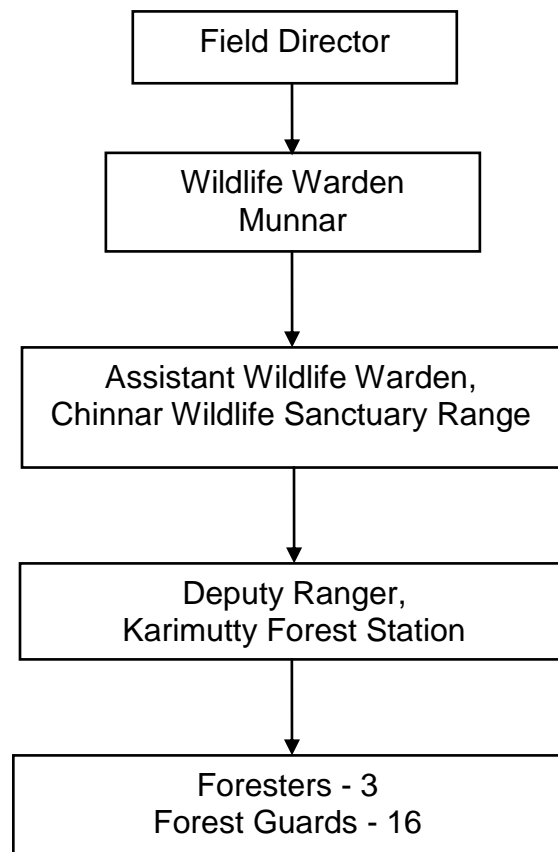 Field Director
Wildlife Warden
Munnar
Assistant Wildlife Warden,
Chinnar Wildlife Sanctuary Range
Deputy Ranger,
Karimutty Forest Station
Foresters - 3
Forest Guards - 16